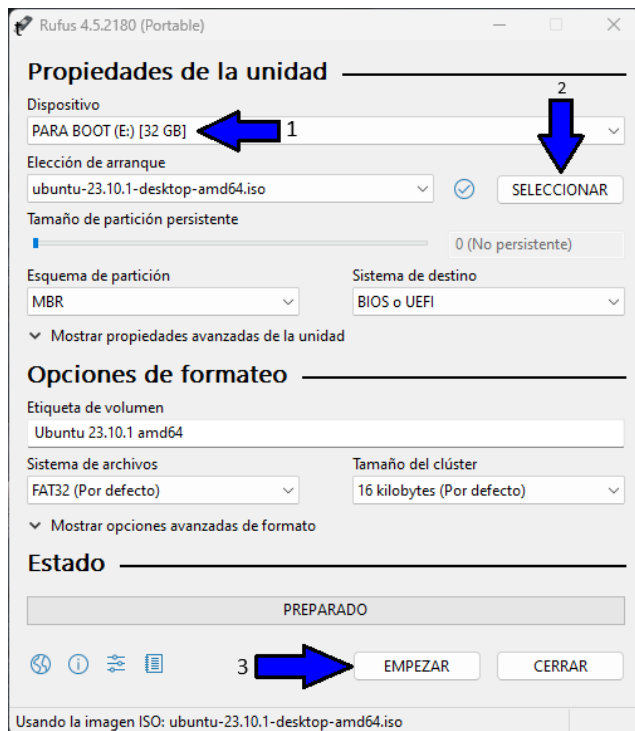 Rufus 4.5.2180 (Portable)
Propiedades de la unidad
2
Dispositivo
PARA BOOT (E:) [32 GB]
1
Elección de arranque
ubuntu-23.10.1-desktop-amd64.iso
SELECCIONAR
Tamaño de partición persistente
0 (No persistente)
Esquema de partición
Sistema de destino
MBR
BIOS o UEFI
Mostrar propiedades avanzadas de la unidad
Opciones de formateo
Etiqueta de volumen
Ubuntu 23.10.1 amd64
Sistema de archivos
Tamaño del clúster
FAT32 (Por defecto)
16 kilobytes (Por defecto)
Mostrar opciones avanzadas de formato
Estado
PREPARADO
3
EMPEZAR
CERRAR
Usando la imagen ISO: ubuntu-23.10.1-desktop-amd64.iso